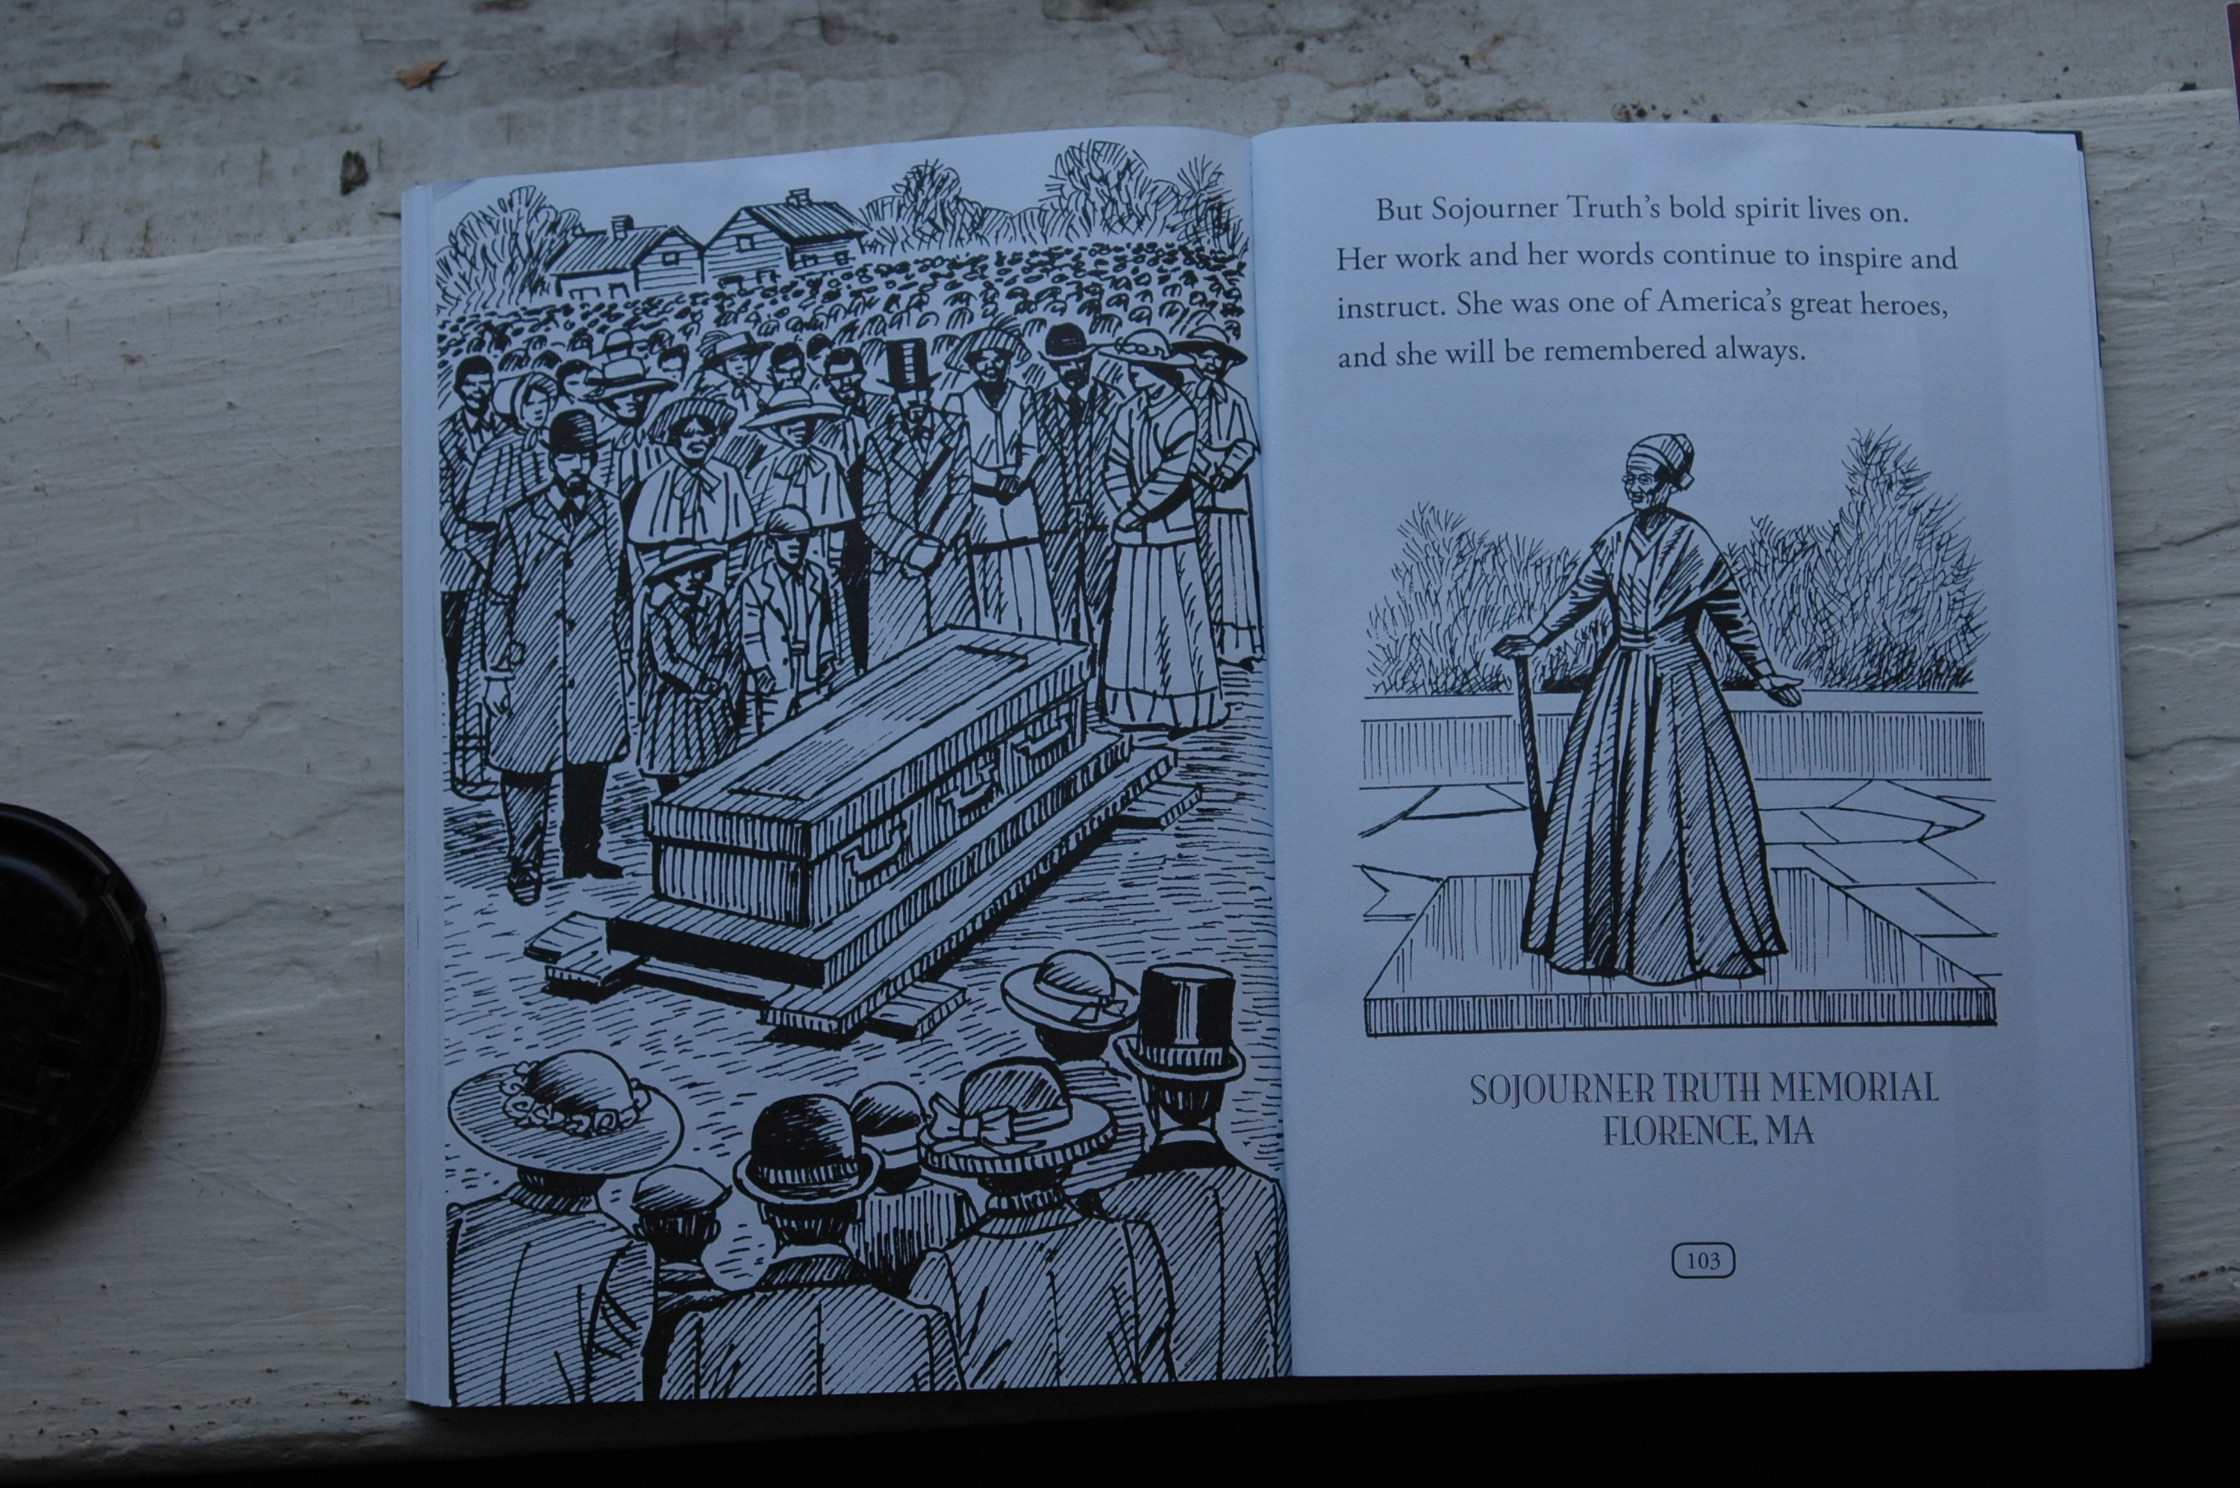 But Sojourner Truth's bold spirit lives on.
Her work and her words continue to inspire and
instruct. She was one of America's great heroes,
and she will be remembered always.
SOJOURNER TRUTH MEMORIAL
FLORENCE, MA
103